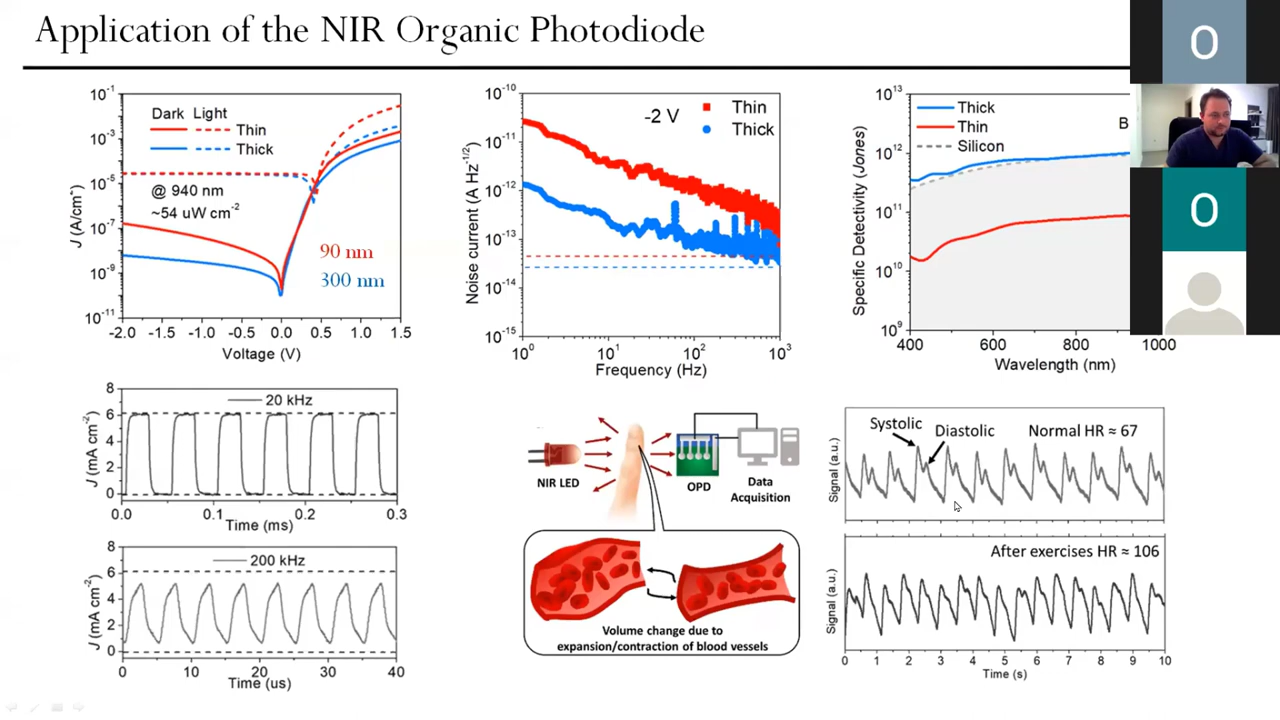 Application of the NIR Organic Photodiode
O
O
10⁻¹
10⁻³
10⁻⁵
10⁻⁷
10⁻⁹
10⁻¹¹
J (A/cm²)
Dark Light
Thin
Thick
@ 940 nm
~54 uW cm⁻²
90 nm
300 nm
-2.0 -1.5 -1.0 -0.5 0.0 0.5 1.0 1.5
Voltage (V)
10⁻¹⁰
10⁻¹¹
10⁻¹²
10⁻¹³
10⁻¹⁴
10⁻¹⁵
Noise current (A Hz⁻¹/²)
-2 V
Thin
Thick
10⁰ 10¹ 10² 10³
Frequency (Hz)
10¹³
10¹²
10¹¹
10¹⁰
10⁹
Specific Detectivity (Jones)
Thick
Thin
Silicon
B
400 600 800 1000
Wavelength (nm)
8
6
4
2
0
J (mA cm⁻²)
20 kHz
0.0 0.1 0.2 0.3
Time (ms)
8
6
4
2
0
J (mA cm⁻²)
200 kHz
0 10 20 30 40
Time (us)
NIR LED
OPD
Data
Acquisition
Volume change due to
expansion/contraction of blood vessels
Signal (a.u.)
Systolic
Diastolic
Normal HR ≈ 67
Signal (a.u.)
After exercises HR ≈ 106
0 1 2 3 4 5 6 7 8 9 10
Time (s)